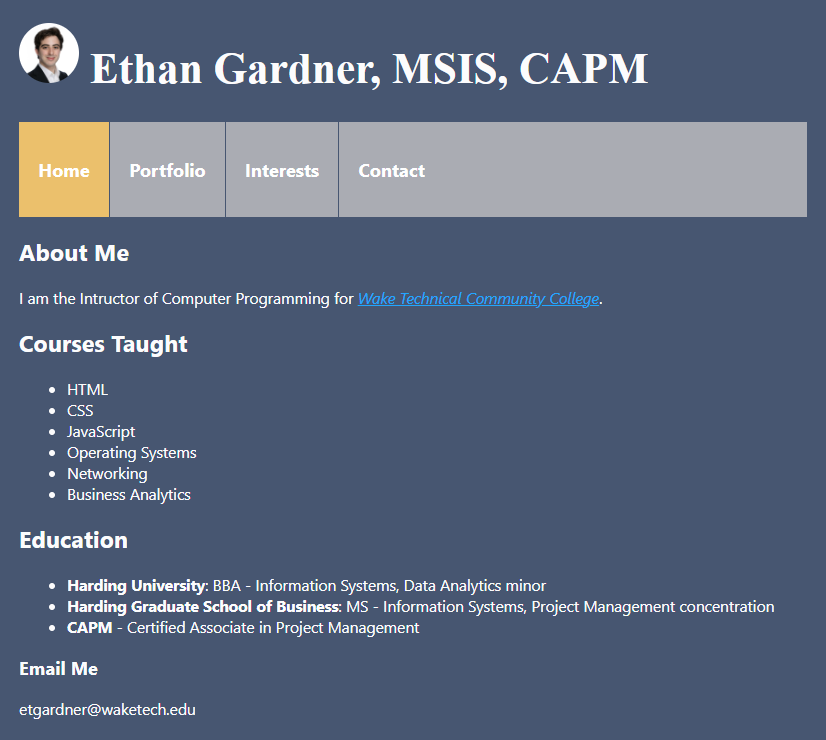 Ethan Gardner, MSIS, CAPM
Home Portfolio Interests Contact
About Me
I am the Intructor of Computer Programming for Wake Technical Community College.
Courses Taught
• HTML
• CSS
• JavaScript
• Operating Systems
• Networking
• Business Analytics
Education
• Harding University: BBA - Information Systems, Data Analytics minor
• Harding Graduate School of Business: MS - Information Systems, Project Management concentration
• CAPM - Certified Associate in Project Management
Email Me
etgardner@waketech.edu